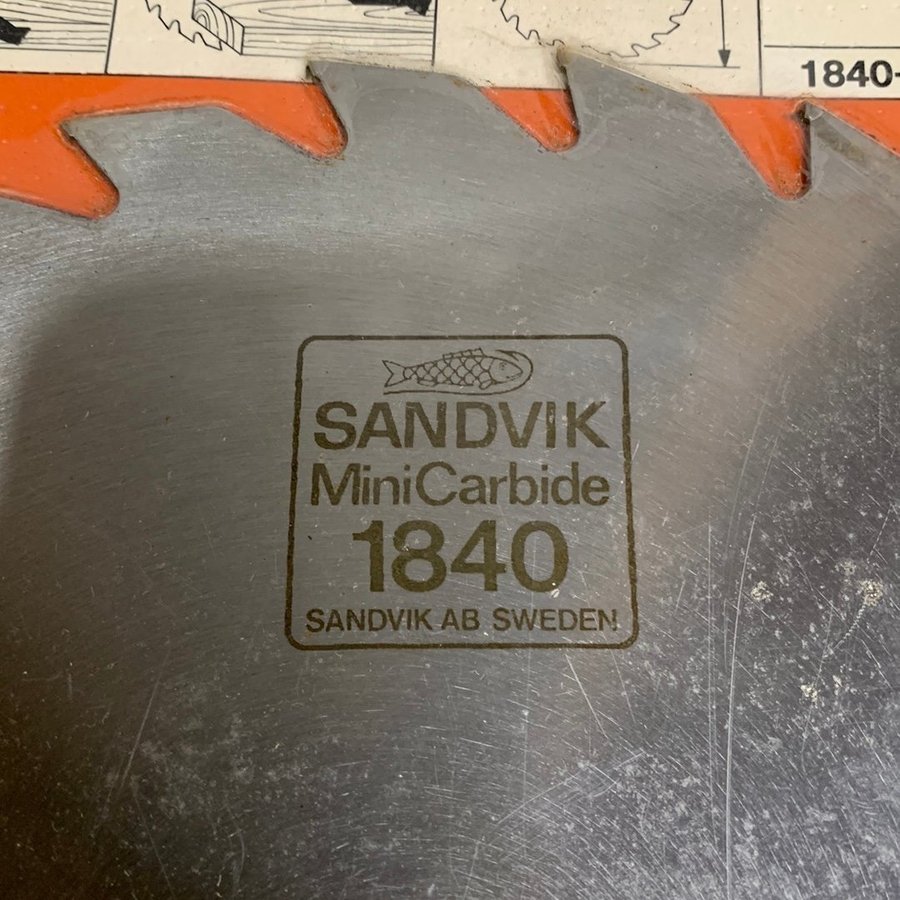 1840-
SANDVIK
MiniCarbide
1840
SANDVIK AB SWEDEN